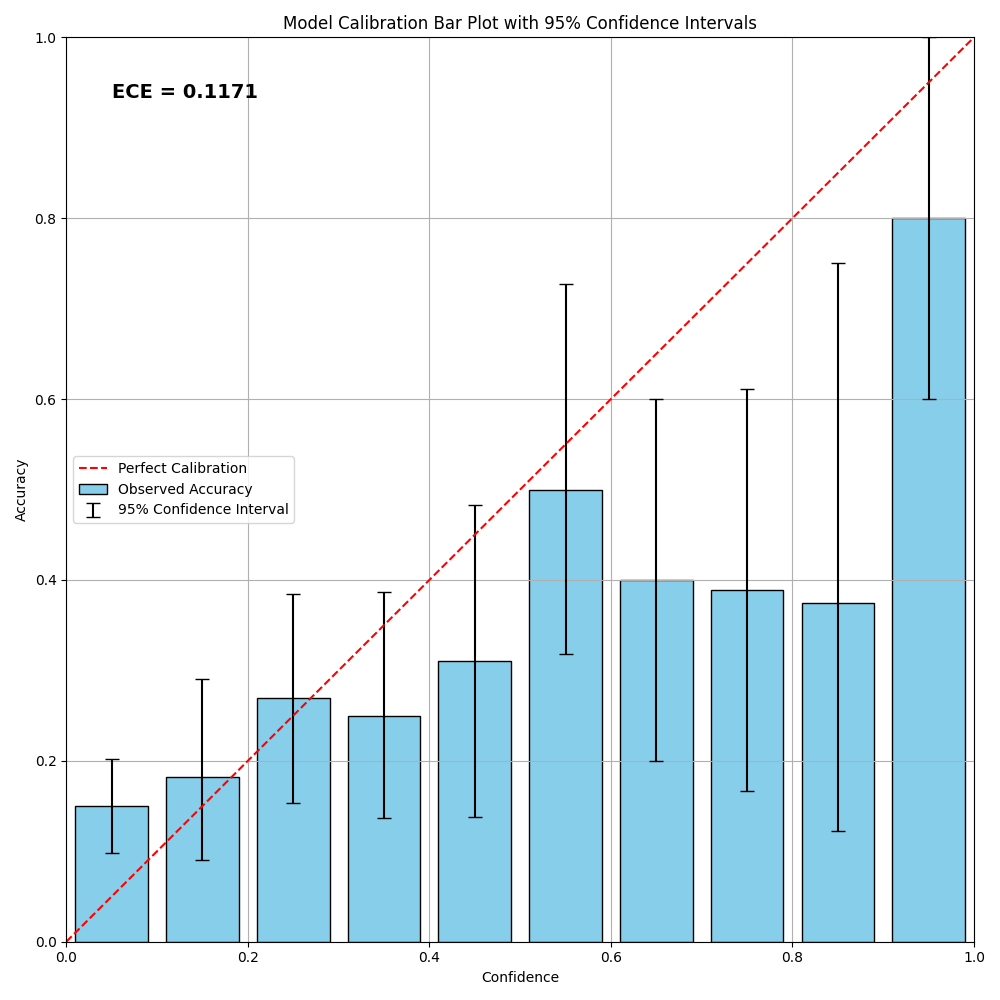 Model Calibration Bar Plot with 95% Confidence Intervals
ECE = 0.1171
Perfect Calibration
Observed Accuracy
95% Confidence Interval
Accuracy
1.0
0.8
0.6
0.4
0.2
0.0
0.0 0.2 0.4 0.6 0.8 1.0
Confidence